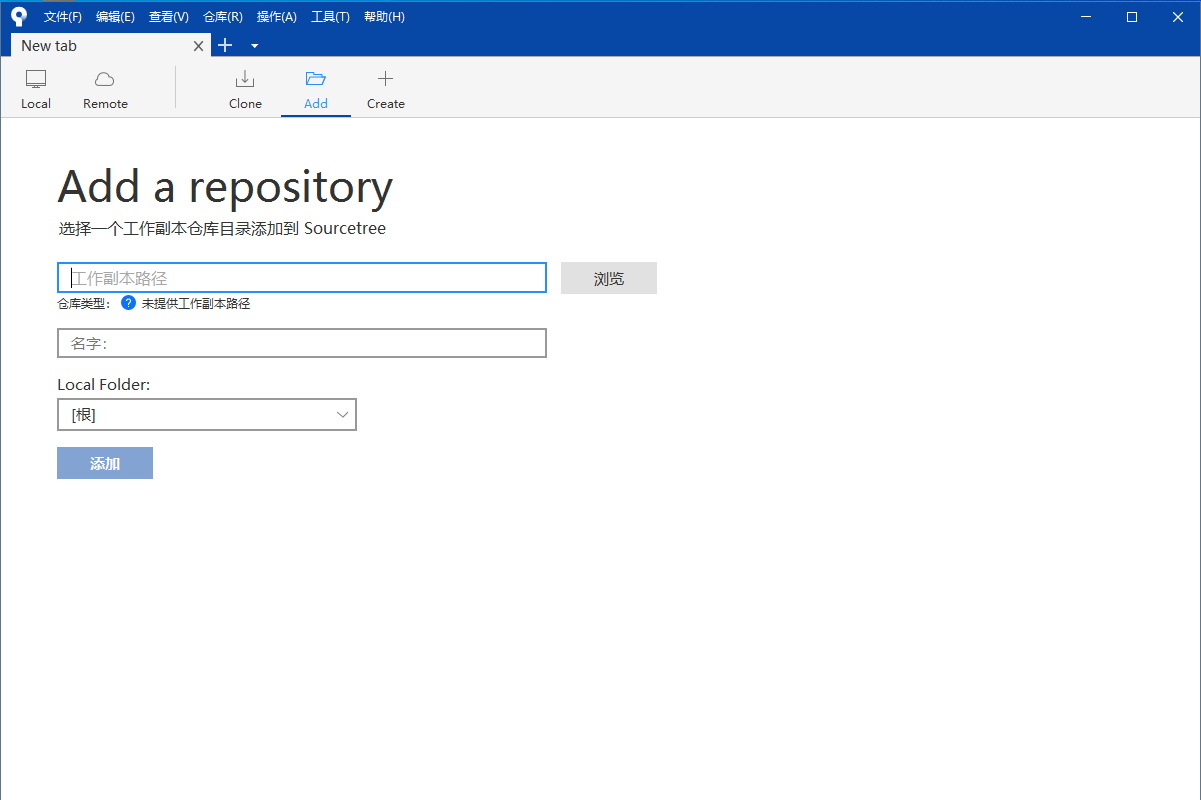 文件(F) 编辑(E) 查看(V) 仓库(R) 操作(A) 工具(T) 帮助(H)
New tab
Local Remote Clone Add Create
Add a repository
选择一个工作副本仓库目录添加到 Sourcetree
工作副本路径 浏览
仓库类型: ? 未提供工作副本路径
名字:
Local Folder:
[根]
添加